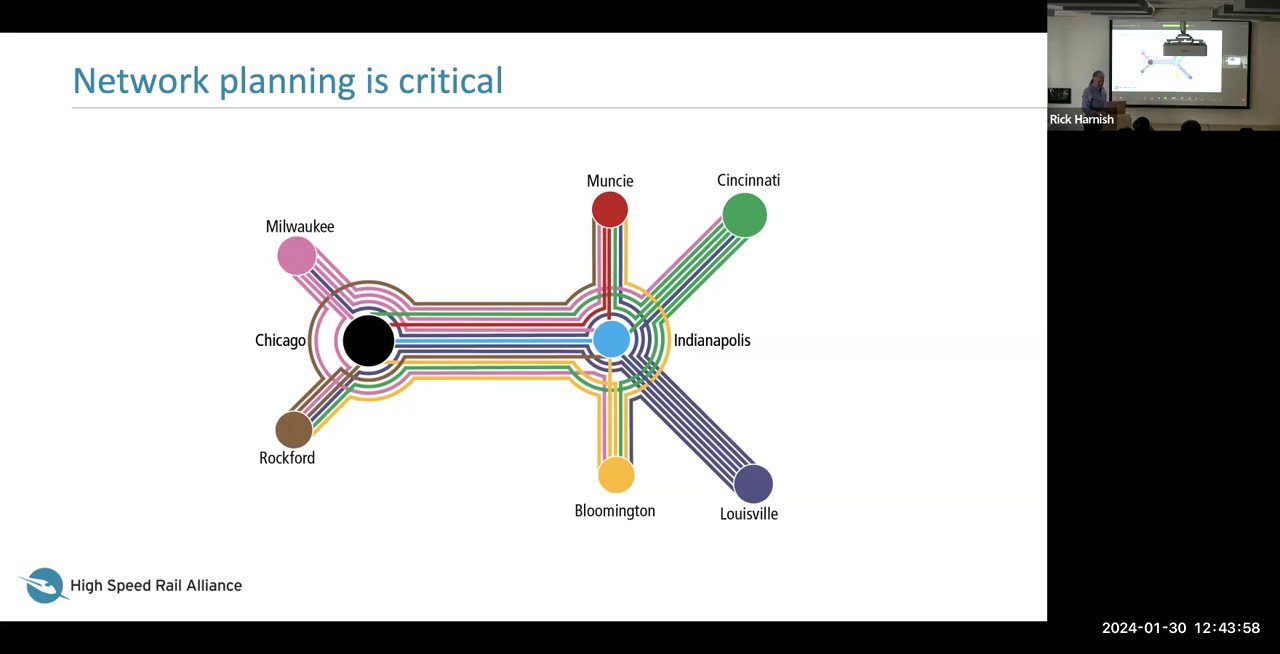 Network planning is critical
Rick Harnish
Muncie
Cincinnati
Milwaukee
Chicago
Indianapolis
Rockford
Bloomington
Louisville
High Speed Rail Alliance
2024-01-30 12:43:58